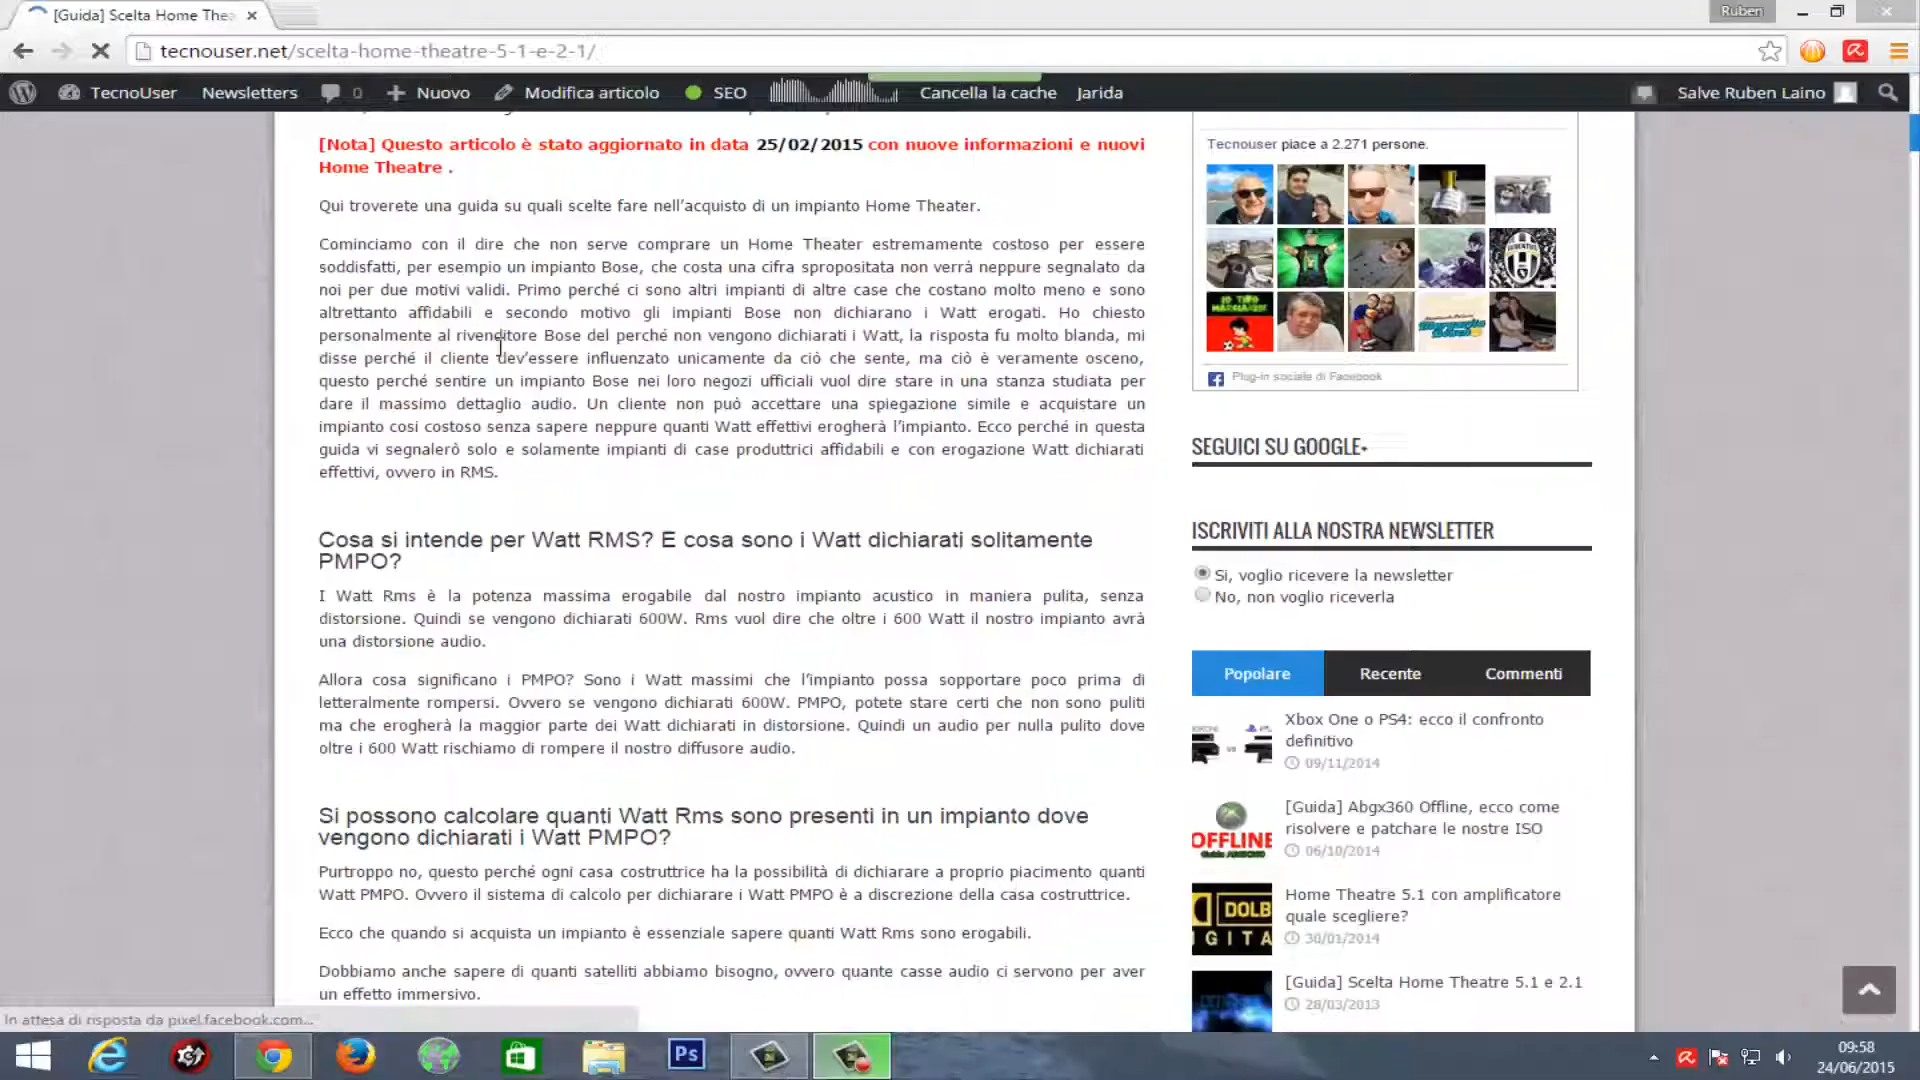 [Guida] Scelta Home Thea
Ruben
tecnouser.net/scelta-home-theatre-5-1-e-2-1/
TecnoUser
Newsletters
0
Nuovo
Modifica articolo
SEO
Cancella la cache
Jarida
Salve Ruben Laino
[Nota] Questo articolo è stato aggiornato in data 25/02/2015 con nuove informazioni e nuovi
Home Theatre .
Qui troverete una guida su quali scelte fare nell'acquisto di un impianto Home Theater.
Cominciamo con il dire che non serve comprare un Home Theater estremamente costoso per essere
soddisfatti, per esempio un impianto Bose, che costa una cifra spropositata non verrà neppure segnalato da
noi per due motivi validi. Primo perché ci sono altri impianti di altre case che costano molto meno e sono
altrettanto affidabili e secondo motivo gli impianti Bose non dichiarano i Watt erogati. Ho chiesto
personalmente al rivenditore Bose del perché non vengono dichiarati i Watt, la risposta fu molto blanda, mi
disse perché il cliente dev'essere influenzato unicamente da ciò che sente, ma ciò è veramente osceno,
questo perché sentire un impianto Bose nei loro negozi ufficiali vuol dire stare in una stanza studiata per
dare il massimo dettaglio audio. Un cliente non può accettare una spiegazione simile e acquistare un
impianto cosi costoso senza sapere neppure quanti Watt effettivi erogherà l'impianto. Ecco perché in questa
guida vi segnalerò solo e solamente impianti di case produttrici affidabili e con erogazione Watt dichiarati
effettivi, ovvero in RMS.
Cosa si intende per Watt RMS? E cosa sono i Watt dichiarati solitamente
PMPO?
I Watt Rms è la potenza massima erogabile dal nostro impianto acustico in maniera pulita, senza
distorsione. Quindi se vengono dichiarati 600W. Rms vuol dire che oltre i 600 Watt il nostro impianto avrà
una distorsione audio.
Allora cosa significano i PMPO? Sono i Watt massimi che l'impianto possa sopportare poco prima di
letteralmente rompersi. Ovvero se vengono dichiarati 600W. PMPO, potete stare certi che non sono puliti
ma che erogherà la maggior parte dei Watt dichiarati in distorsione. Quindi un audio per nulla pulito dove
oltre i 600 Watt rischiamo di rompere il nostro diffusore audio.
Si possono calcolare quanti Watt Rms sono presenti in un impianto dove
vengono dichiarati i Watt PMPO?
Purtroppo no, questo perché ogni casa costruttrice ha la possibilità di dichiarare a proprio piacimento quanti
Watt PMPO. Ovvero il sistema di calcolo per dichiarare i Watt PMPO è a discrezione della casa costruttrice.
Ecco che quando si acquista un impianto è essenziale sapere quanti Watt Rms sono erogabili.
Dobbiamo anche sapere di quanti satelliti abbiamo bisogno, ovvero quante casse audio ci servono per aver
un effetto immersivo.
Tecnouser piace a 2.271 persone.
Plug-in sociale di Facebook
SEGUICI SU GOOGLE+
ISCRIVITI ALLA NOSTRA NEWSLETTER
Si, voglio ricevere la newsletter
No, non voglio riceverla
Popolare
Recente
Commenti
Xbox One o PS4: ecco il confronto
definitivo
09/11/2014
OFFLINE
[Guida] Abgx360 Offline, ecco come
risolvere e patchare le nostre ISO
06/10/2014
DOLB
GITA
Home Theatre 5.1 con amplificatore
quale scegliere?
30/01/2014
[Guida] Scelta Home Theatre 5.1 e 2.1
28/03/2013
In attesa di risposta da pixel.facebook.com...
Ps
09:58
24/06/2015